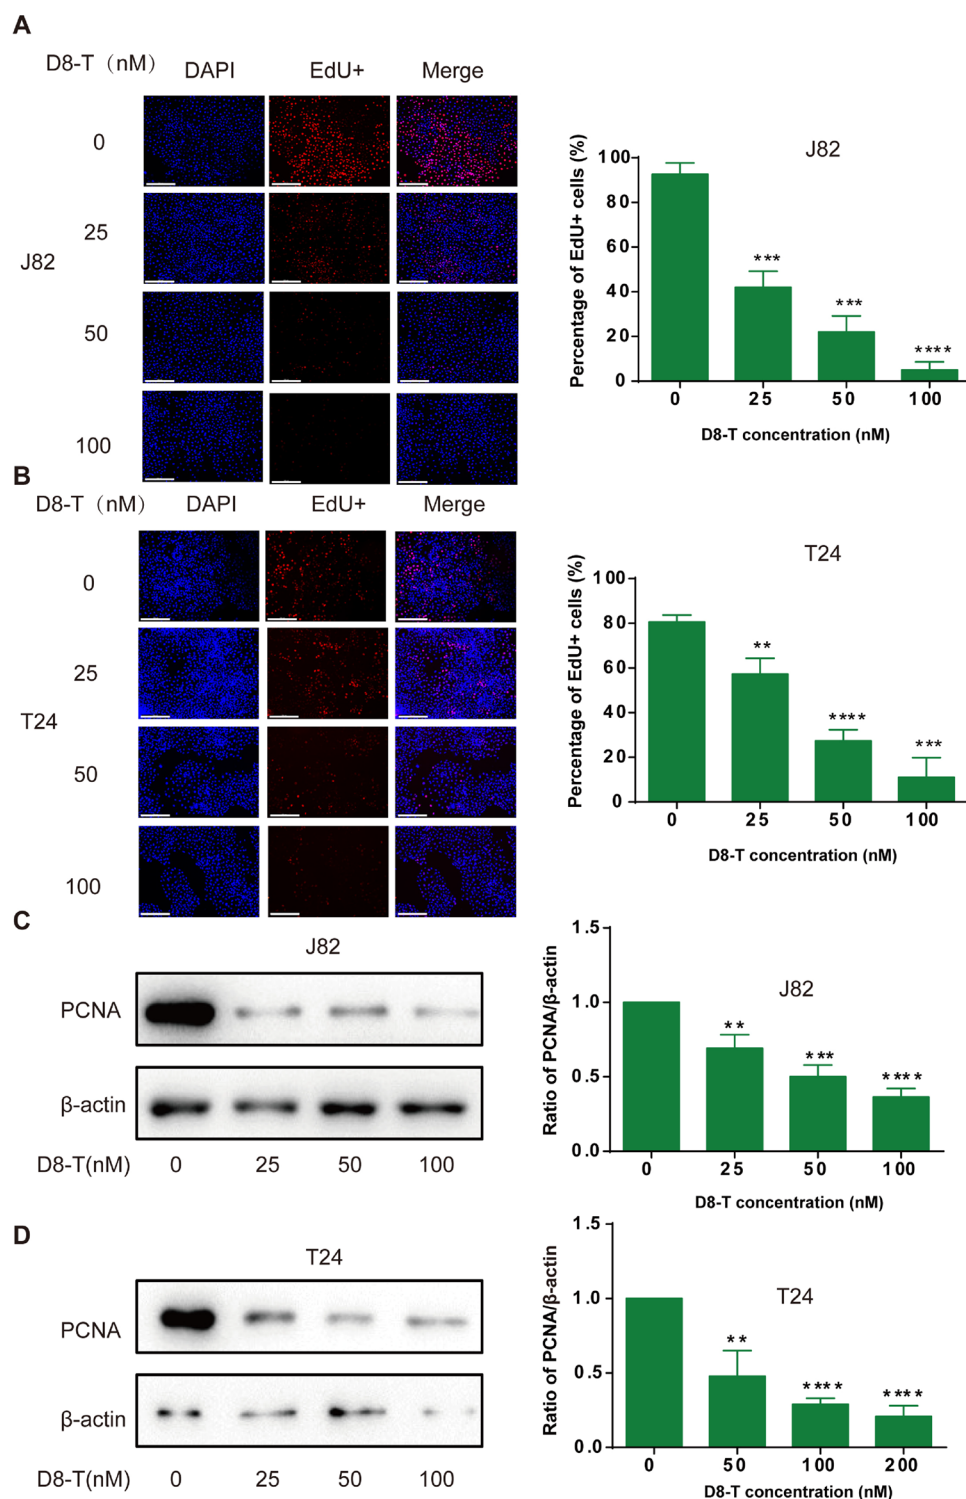 A
D8-T (nM) DAPI EdU+ Merge
0
25
J82
50
100
J82
Percentage of EdU+ cells (%)
100
80
60
40
20
0
***
***
****
0 25 50 100
D8-T concentration (nM)
B
D8-T (nM) DAPI EdU+ Merge
0
25
T24
50
100
T24
Percentage of EdU+ cells (%)
100
80
60
40
20
0
**
****
***
0 25 50 100
D8-T concentration (nM)
C
J82
PCNA
β-actin
D8-T(nM) 0 25 50 100
J82
Ratio of PCNA/β-actin
1.5
1.0
0.5
0.0
**
***
****
0 25 50 100
D8-T concentration (nM)
D
T24
PCNA
β-actin
D8-T(nM) 0 25 50 100
T24
Ratio of PCNA/β-actin
1.5
1.0
0.5
0.0
**
****
****
0 50 100 200
D8-T concentration (nM)